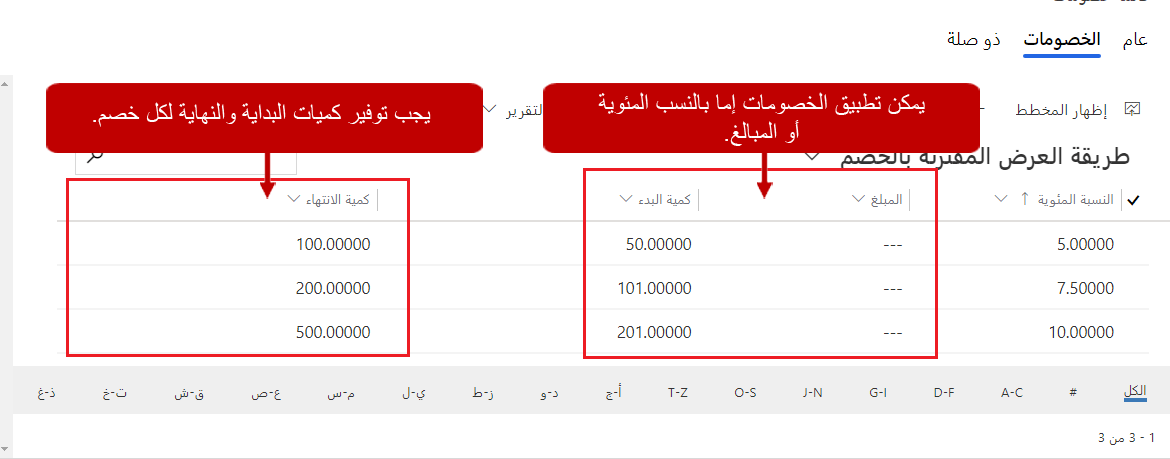 عام
الخصومات
ذو صلة
إظهار المخطط
يمكن تطبيق الخصومات إما بالنسب المئوية
أو المبالغ.
يجب توفير كميات البداية والنهاية لكل خصم.
طريقة العرض المقترنة بالخصم
النسبة المئوية
المبلغ
كمية البدء
كمية الانتهاء
5.00000 --- 50.00000 100.00000
7.50000 --- 101.00000 200.00000
10.00000 --- 201.00000 500.00000
الكل # A-C D-F G-I J-N O-S T-Z أ-ج د-و ز-ط ي-ل م-س ع-ص ق-ش ت-خ ذ-غ
1 - 3 من 3